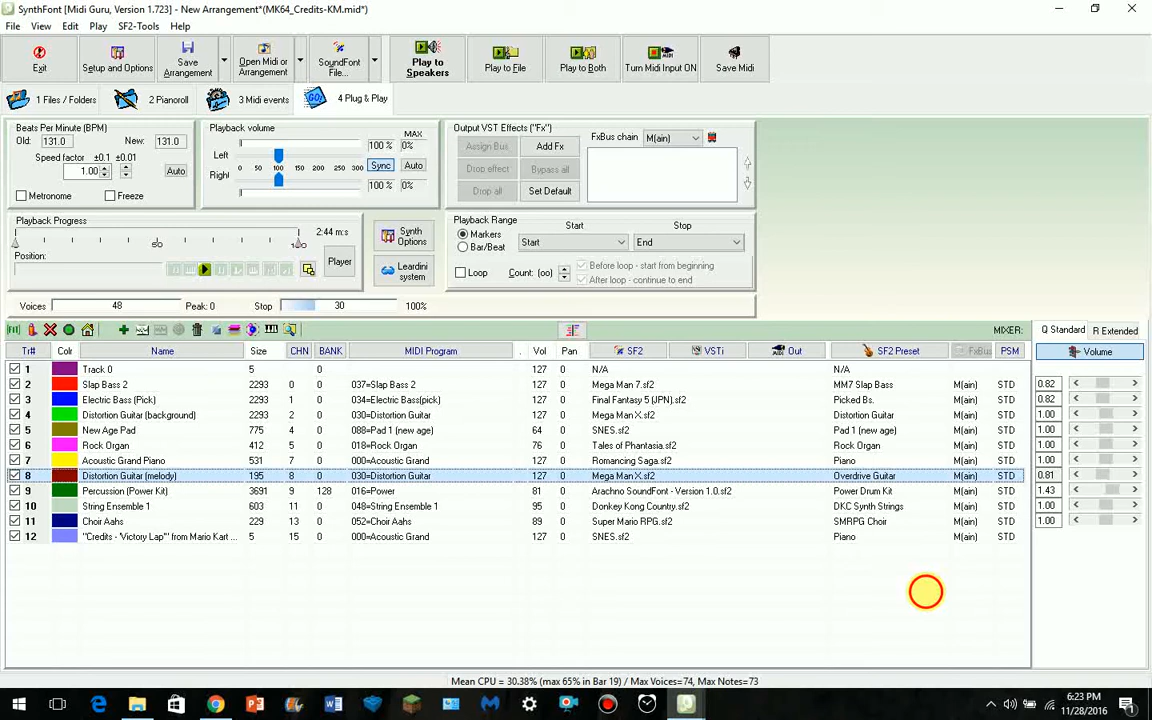 SynthFont [Midi Guru, Version 1.723] - New Arrangement*(MK64_Credits-KM.mid*)
File View Edit Play SF2-Tools Help
Exit Setup and Options Save Arrangement Open Midi or Arrangement SoundFont File... Play to Speakers Play to File Play to Both Turn Midi Input ON Save Midi
1 Files / Folders 2 Pianoroll 3 Midi events 4 Plug & Play
Beats Per Minute (BPM)
Old: 131.0 New: 131.0
Speed factor ±0.1 ±0.01
1.00 Auto
Metronome Freeze
Playback volume MAX
Left 100 % 0%
0 50 100 150 200 250 300 Sync Auto
Right 100 % 0%
Output VST Effects ("Fx") FxBus chain M(ain)
Assign Bus Add Fx
Drop effect Bypass all
Drop all Set Default
Playback Progress
2:44 m:s
Position:
Player
Synth Options
Leardini system
Playback Range Start Stop
Markers Start End
Bar/Beat
Loop Count: (oo) Before loop - start from beginning
After loop - continue to end
Voices 48 Peak: 0 Stop 30 100%
MIXER: Q Standard R Extended
Tr# Colr Name Size CHN BANK MIDI Program . Vol Pan SF2 VSTi Out SF2 Preset FxBus PSM Volume
1 Track 0 5 127 0 N/A N/A
2 Slap Bass 2 2293 0 0 037=Slap Bass 2 127 0 Mega Man 7.sf2 MM7 Slap Bass M(ain) STD 0.82
3 Electric Bass (Pick) 2293 1 0 034=Electric Bass(pick) 127 0 Final Fantasy 5 (JPN).sf2 Picked Bs. M(ain) STD 0.82
4 Distortion Guitar (background) 2293 2 0 030=Distortion Guitar 127 0 Mega Man X.sf2 Distortion Guitar M(ain) STD 1.00
5 New Age Pad 775 4 0 088=Pad 1 (new age) 64 0 SNES.sf2 Pad 1 (new age) M(ain) STD 1.00
6 Rock Organ 412 5 0 018=Rock Organ 76 0 Tales of Phantasia.sf2 Rock Organ M(ain) STD 1.00
7 Acoustic Grand Piano 531 7 0 000=Acoustic Grand 127 0 Romancing Saga.sf2 Piano M(ain) STD 1.00
8 Distortion Guitar (melody) 195 8 0 030=Distortion Guitar 127 0 Mega Man X.sf2 Overdrive Guitar M(ain) STD 0.81
9 Percussion (Power Kit) 3691 9 128 016=Power 81 0 Arachno SoundFont - Version 1.0.sf2 Power Drum Kit M(ain) STD 1.43
10 String Ensemble 1 603 11 0 048=String Ensemble 1 95 0 Donkey Kong Country.sf2 DKC Synth Strings M(ain) STD 1.00
11 Choir Aahs 229 13 0 052=Choir Aahs 89 0 Super Mario RPG.sf2 SMRPG Choir M(ain) STD 1.00
12 "Credits - 'Victory Lap'" from Mario Kart ... 5 15 0 000=Acoustic Grand 127 0 SNES.sf2 Piano M(ain) STD
Mean CPU = 30.38% (max 65% in Bar 19) / Max Voices=74, Max Notes=73
6:23 PM
11/28/2016